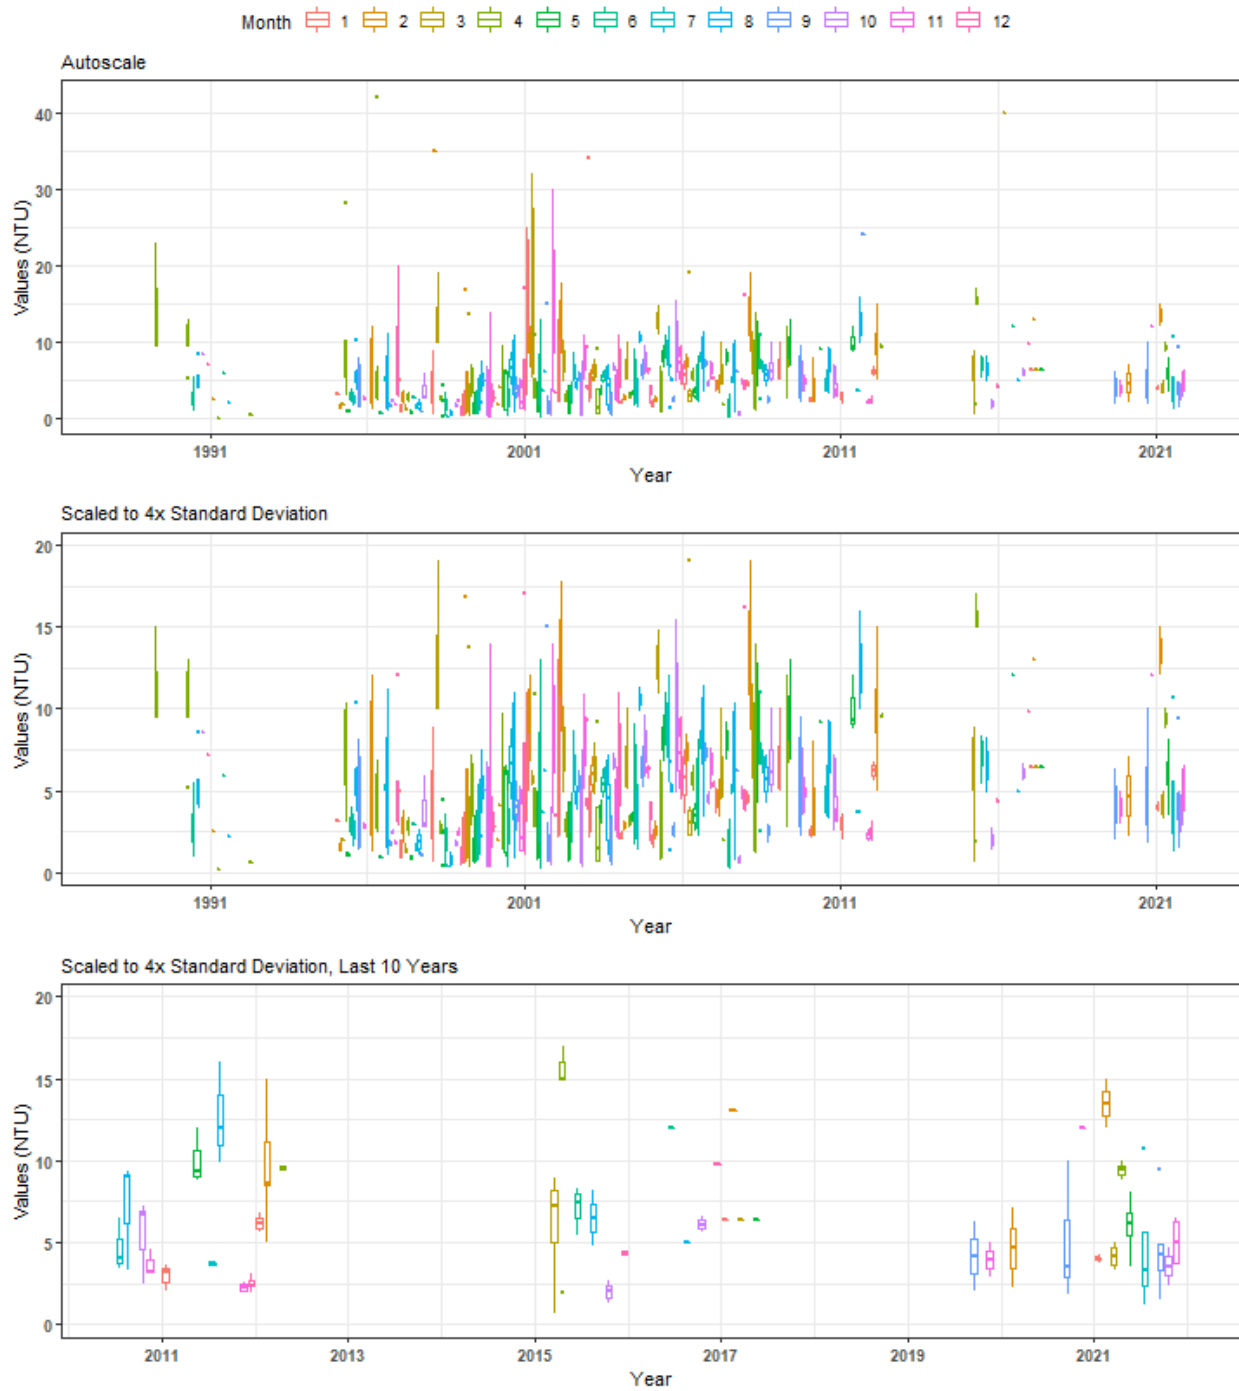 Month 1 2 3 4 5 6 7 8 9 10 11 12
Autoscale
Values (NTU)
40
30
20
10
0
1991 2001 2011 2021
Year
Scaled to 4x Standard Deviation
Values (NTU)
20
15
10
5
0
1991 2001 2011 2021
Year
Scaled to 4x Standard Deviation, Last 10 Years
Values (NTU)
20
15
10
5
0
2011 2013 2015 2017 2019 2021
Year